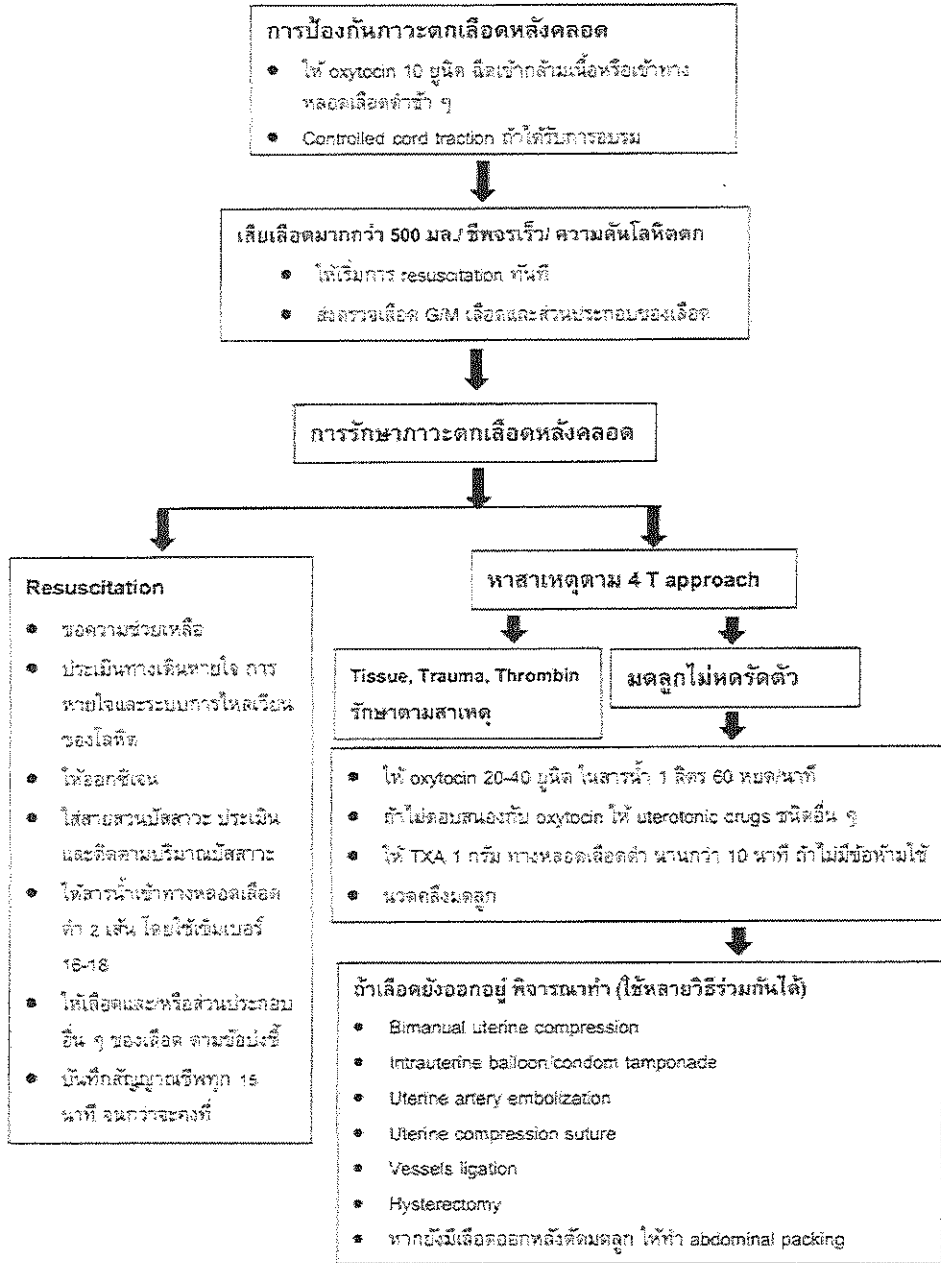 การป้องกันภาวะตกเลือดหลังคลอด
● ให้ oxytocin 10 ยูนิต ฉีดเข้ากล้ามเนื้อหรือเข้าทาง
หลอดเลือดดำช้า ๆ
● Controlled cord traction ถ้าได้รับการอบรม
เสียเลือดมากกว่า 500 มล./ ชีพจรเร็ว/ ความดันโลหิตตก
● ให้เริ่มการ resuscitation ทันที
● ส่งตรวจเลือด G/M เลือดและส่วนประกอบของเลือด
การรักษาภาวะตกเลือดหลังคลอด
Resuscitation
● ขอความช่วยเหลือ
● ประเมินทางเดินหายใจ การ
หายใจและระบบการไหลเวียน
ของโลหิต
● ให้ออกซิเจน
● ใส่สายสวนปัสสาวะ ประเมิน
และติดตามปริมาณปัสสาวะ
● ให้สารน้ำเข้าทางหลอดเลือด
ดำ 2 เส้น โดยใช้เข็มเบอร์
16-18
● ให้เลือดและ/หรือส่วนประกอบ
อื่น ๆ ของเลือด ตามข้อบ่งชี้
● บันทึกสัญญาณชีพทุก 15
นาที จนกว่าจะคงที่
หาสาเหตุตาม 4 T approach
Tissue, Trauma, Thrombin
รักษาตามสาเหตุ
มดลูกไม่หดรัดตัว
● ให้ oxytocin 20-40 ยูนิต ในสารน้ำ 1 ลิตร 60 หยด/นาที
● ถ้าไม่ตอบสนองกับ oxytocin ให้ uterotonic drugs ชนิดอื่น ๆ
● ให้ TXA 1 กรัม ทางหลอดเลือดดำ นานกว่า 10 นาที ถ้าไม่มีข้อห้ามใช้
● นวดคลึงมดลูก
ถ้าเลือดยังออกอยู่ พิจารณาทำ (ใช้หลายวิธีร่วมกันได้)
● Bimanual uterine compression
● Intrauterine balloon/condom tamponade
● Uterine artery embolization
● Uterine compression suture
● Vessels ligation
● Hysterectomy
● หากยังมีเลือดออกหลังตัดมดลูก ให้ทำ abdominal packing